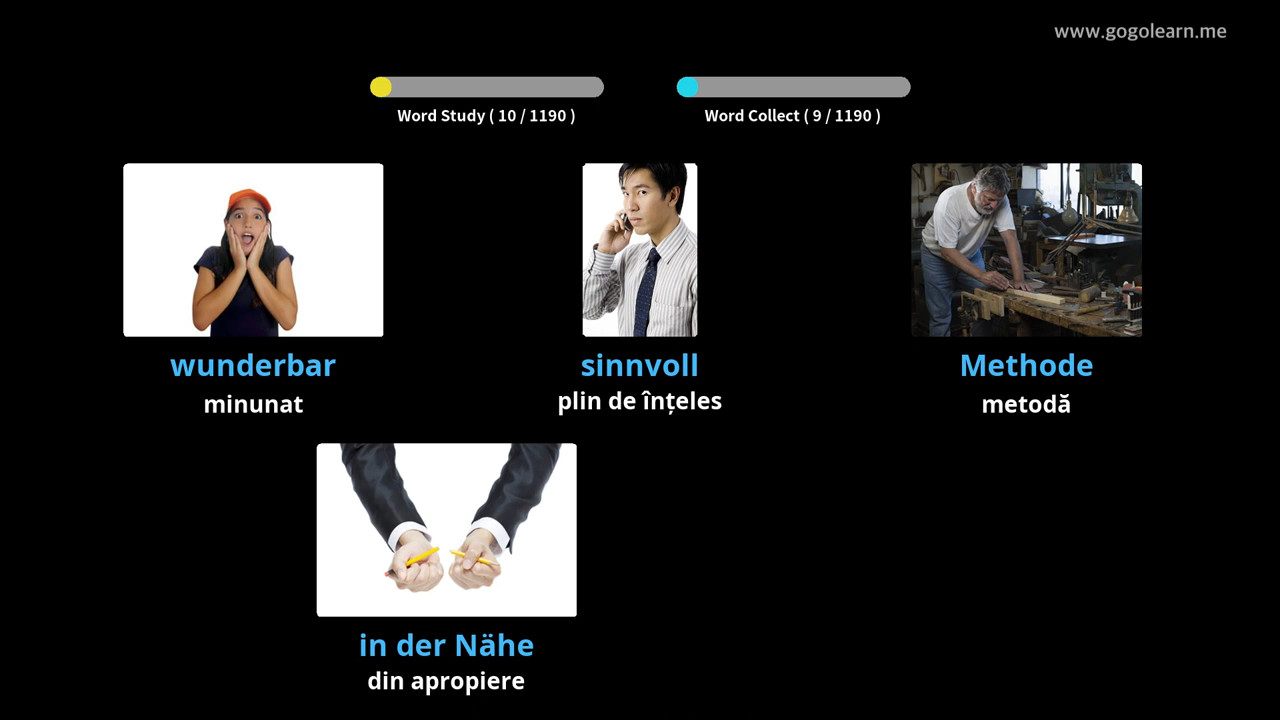 www.gogolearn.me
Word Study ( 10 / 1190 )
Word Collect ( 9 / 1190 )
wunderbar
minunat
sinnvoll
plin de înțeles
Methode
metodă
in der Nähe
din apropiere